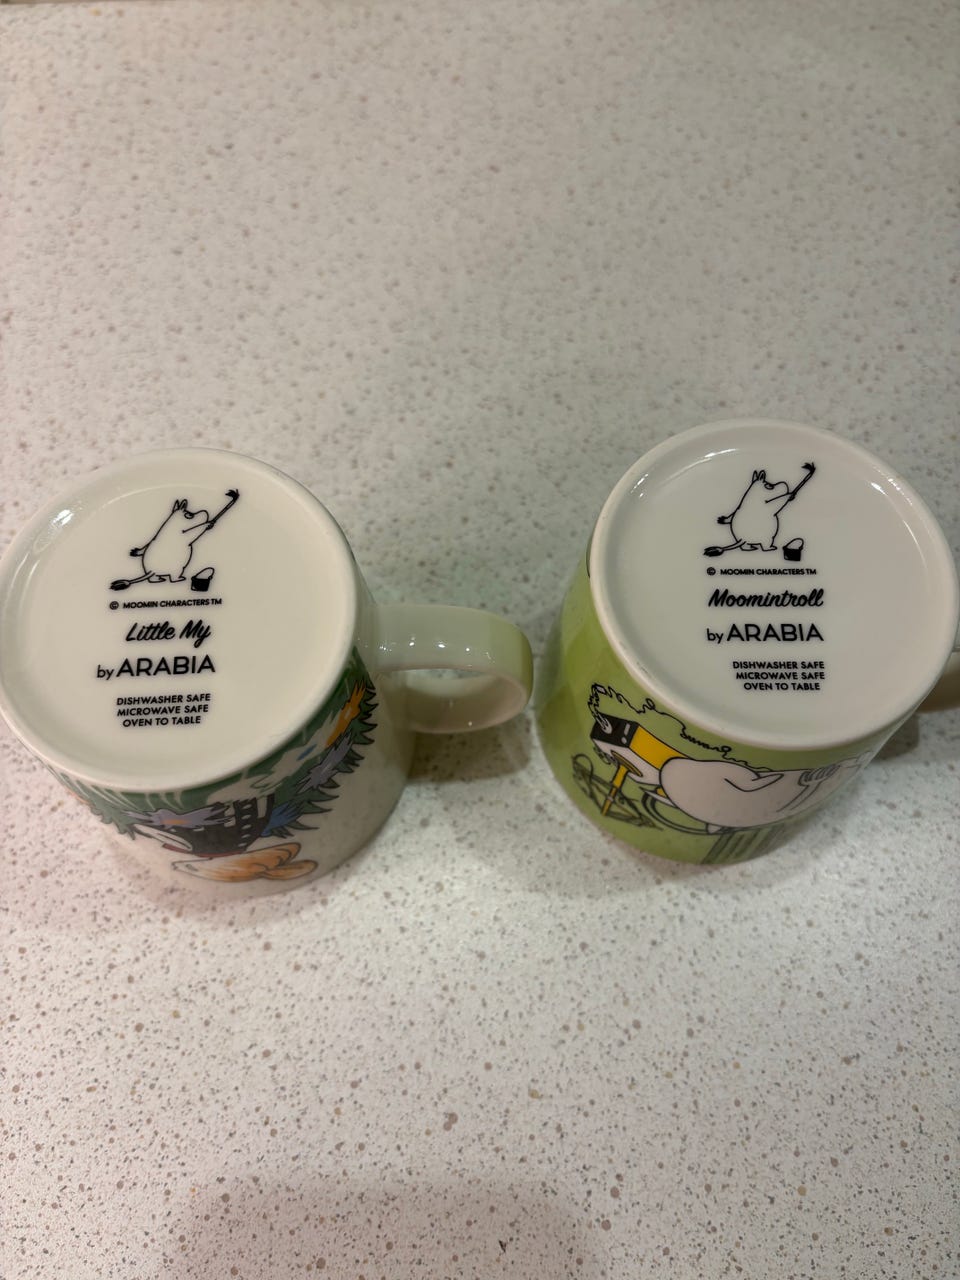 © MOOMIN CHARACTERS TM
Little My
by ARABIA
DISHWASHER SAFE
MICROWAVE SAFE
OVEN TO TABLE
© MOOMIN CHARACTERS TM
Moomintroll
by ARABIA
DISHWASHER SAFE
MICROWAVE SAFE
OVEN TO TABLE